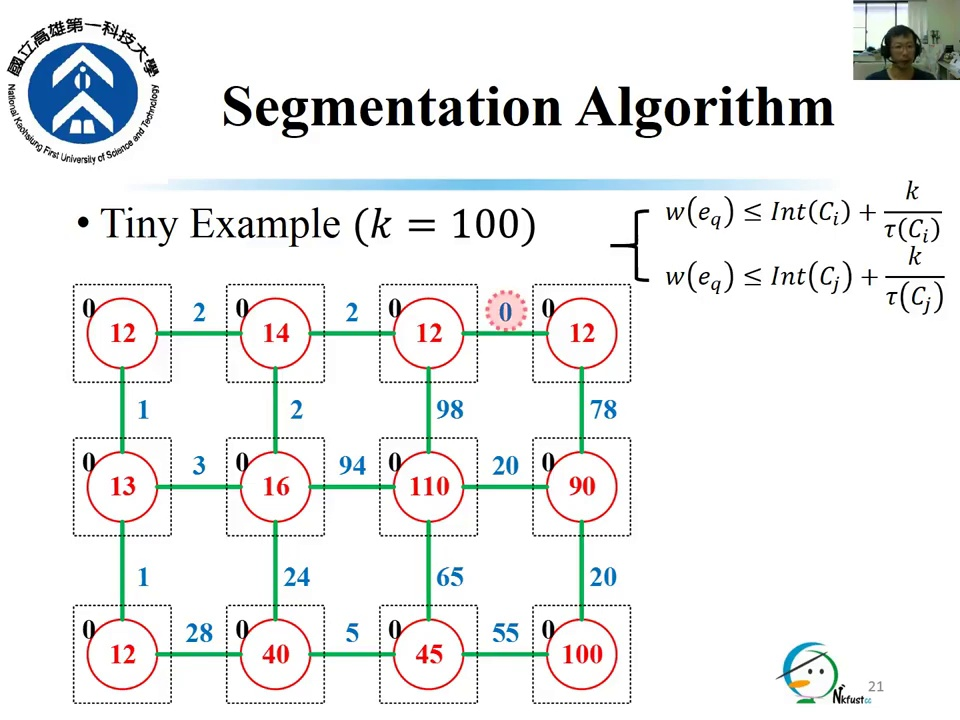 國立高雄第一科技大學
National Kaohsiung First University of Science and Technology
Segmentation Algorithm
• Tiny Example (k = 100)
w(e_q) ≤ Int(C_i) + k/τ(C_i)
w(e_q) ≤ Int(C_j) + k/τ(C_j)
0 12 2 0 14 2 0 12 0 0 12
1 2 98 78
0 13 3 0 16 94 0 110 20 0 90
1 24 65 20
0 12 28 0 40 5 0 45 55 0 100
Nkfust cc
21